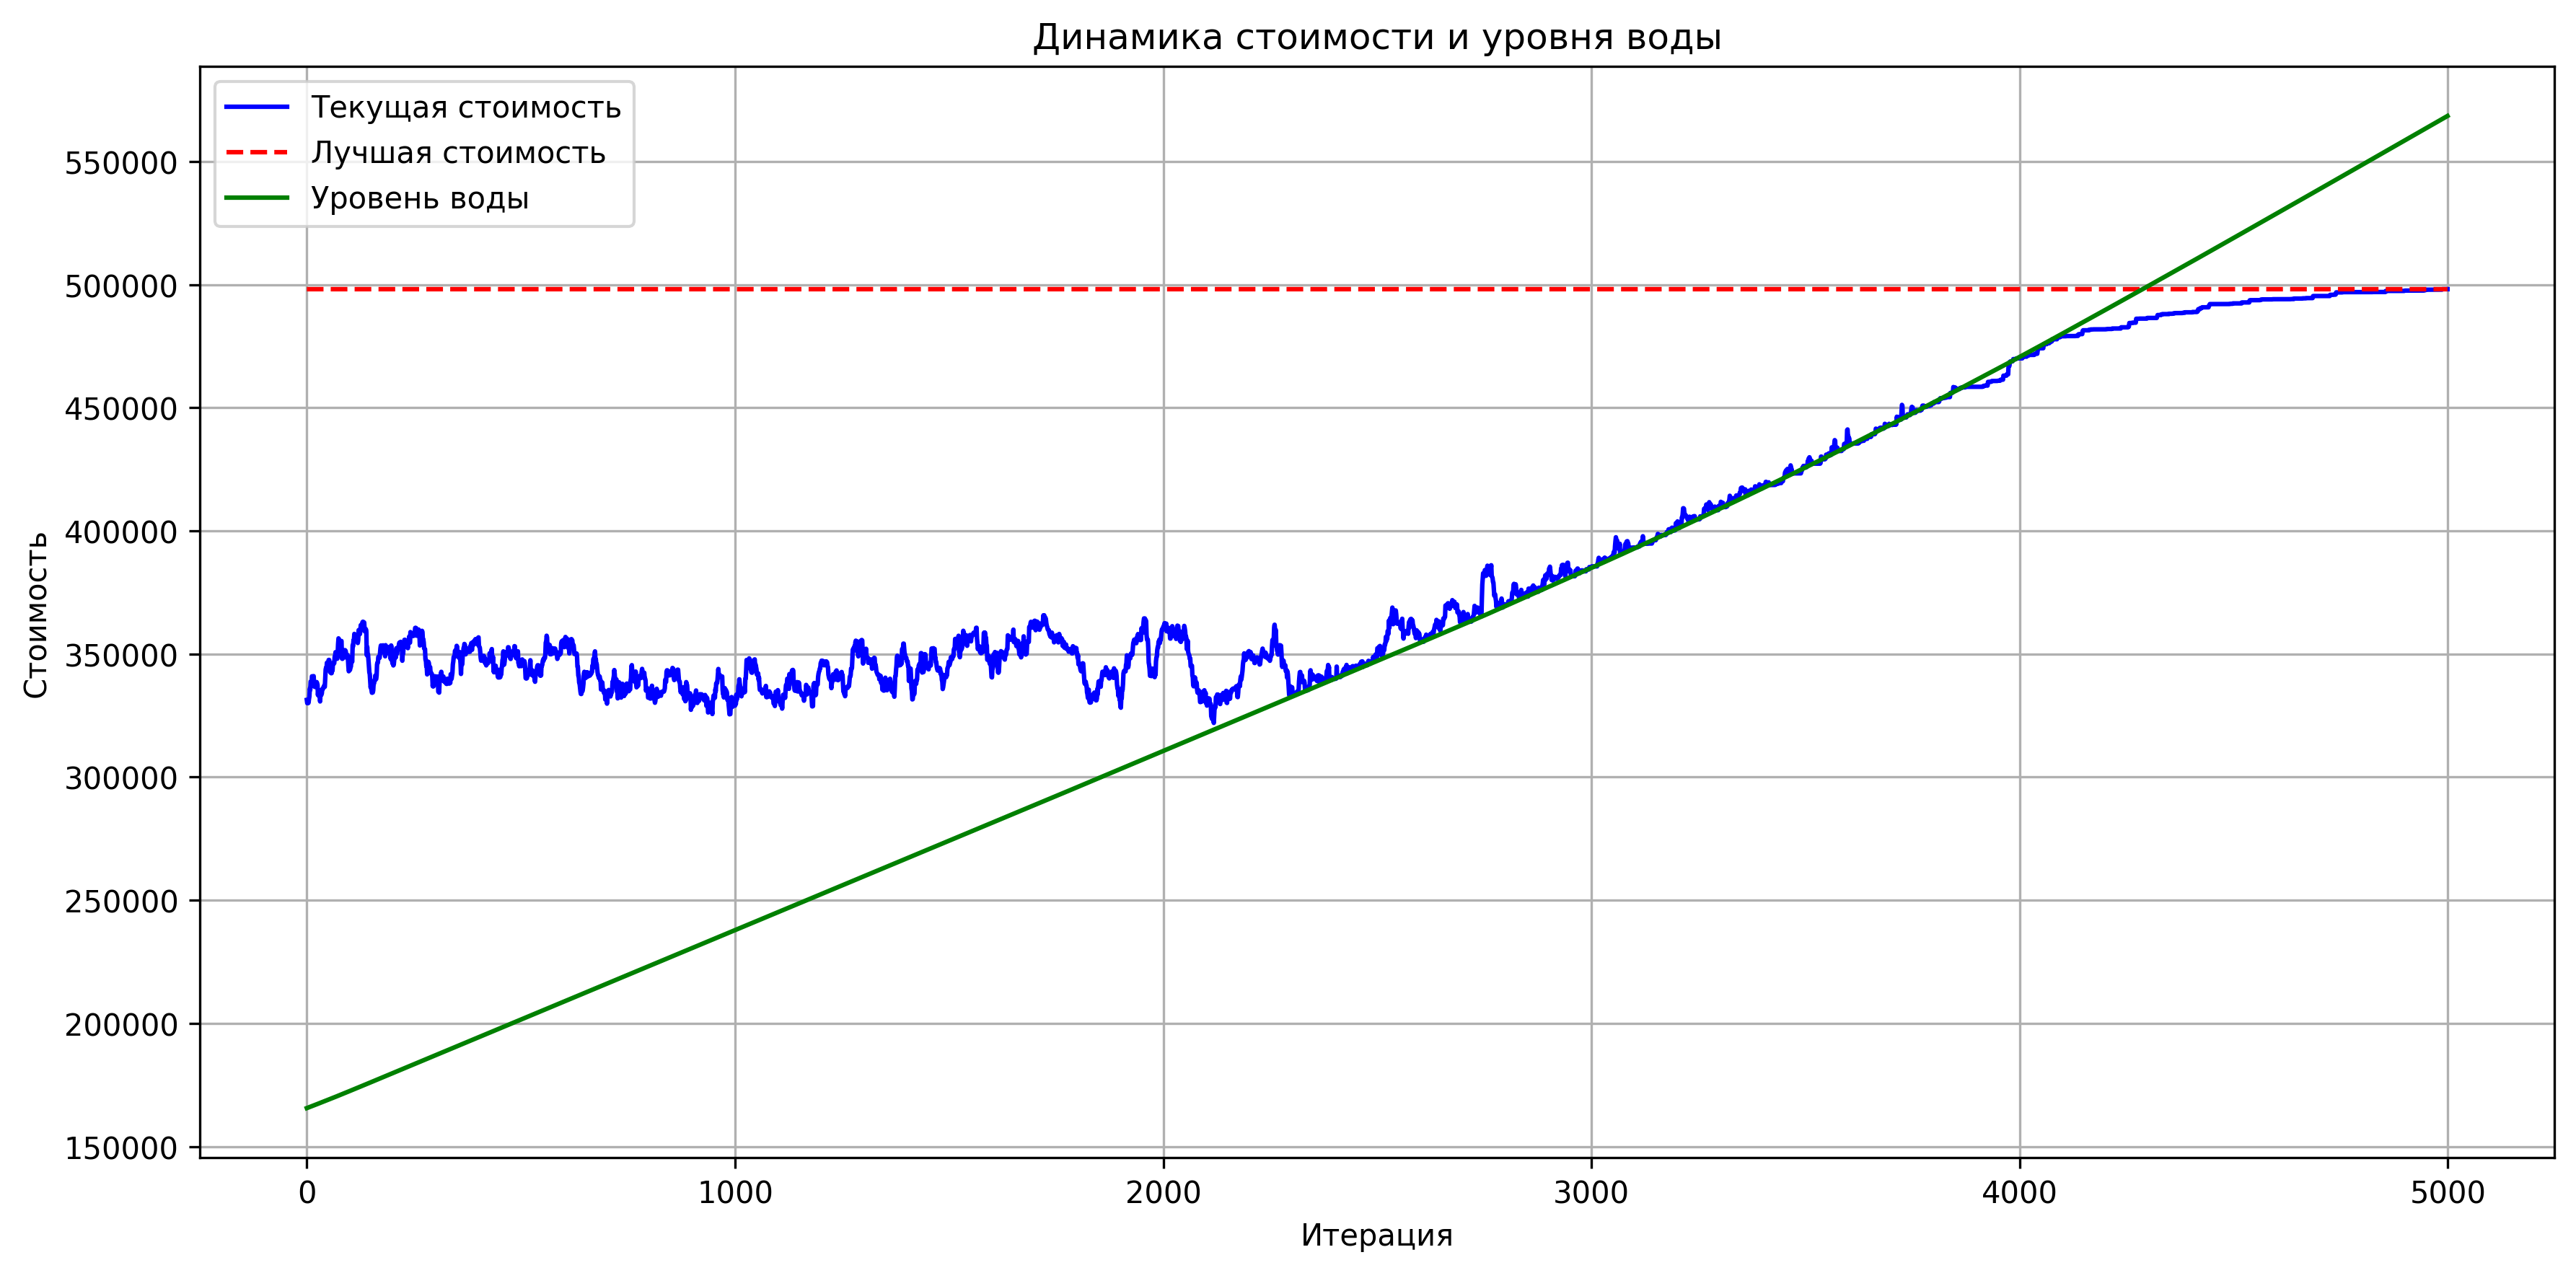 Динамика стоимости и уровня воды
Текущая стоимость
Лучшая стоимость
Уровень воды
Стоимость
550000
500000
450000
400000
350000
300000
250000
200000
150000
0 1000 2000 3000 4000 5000
Итерация